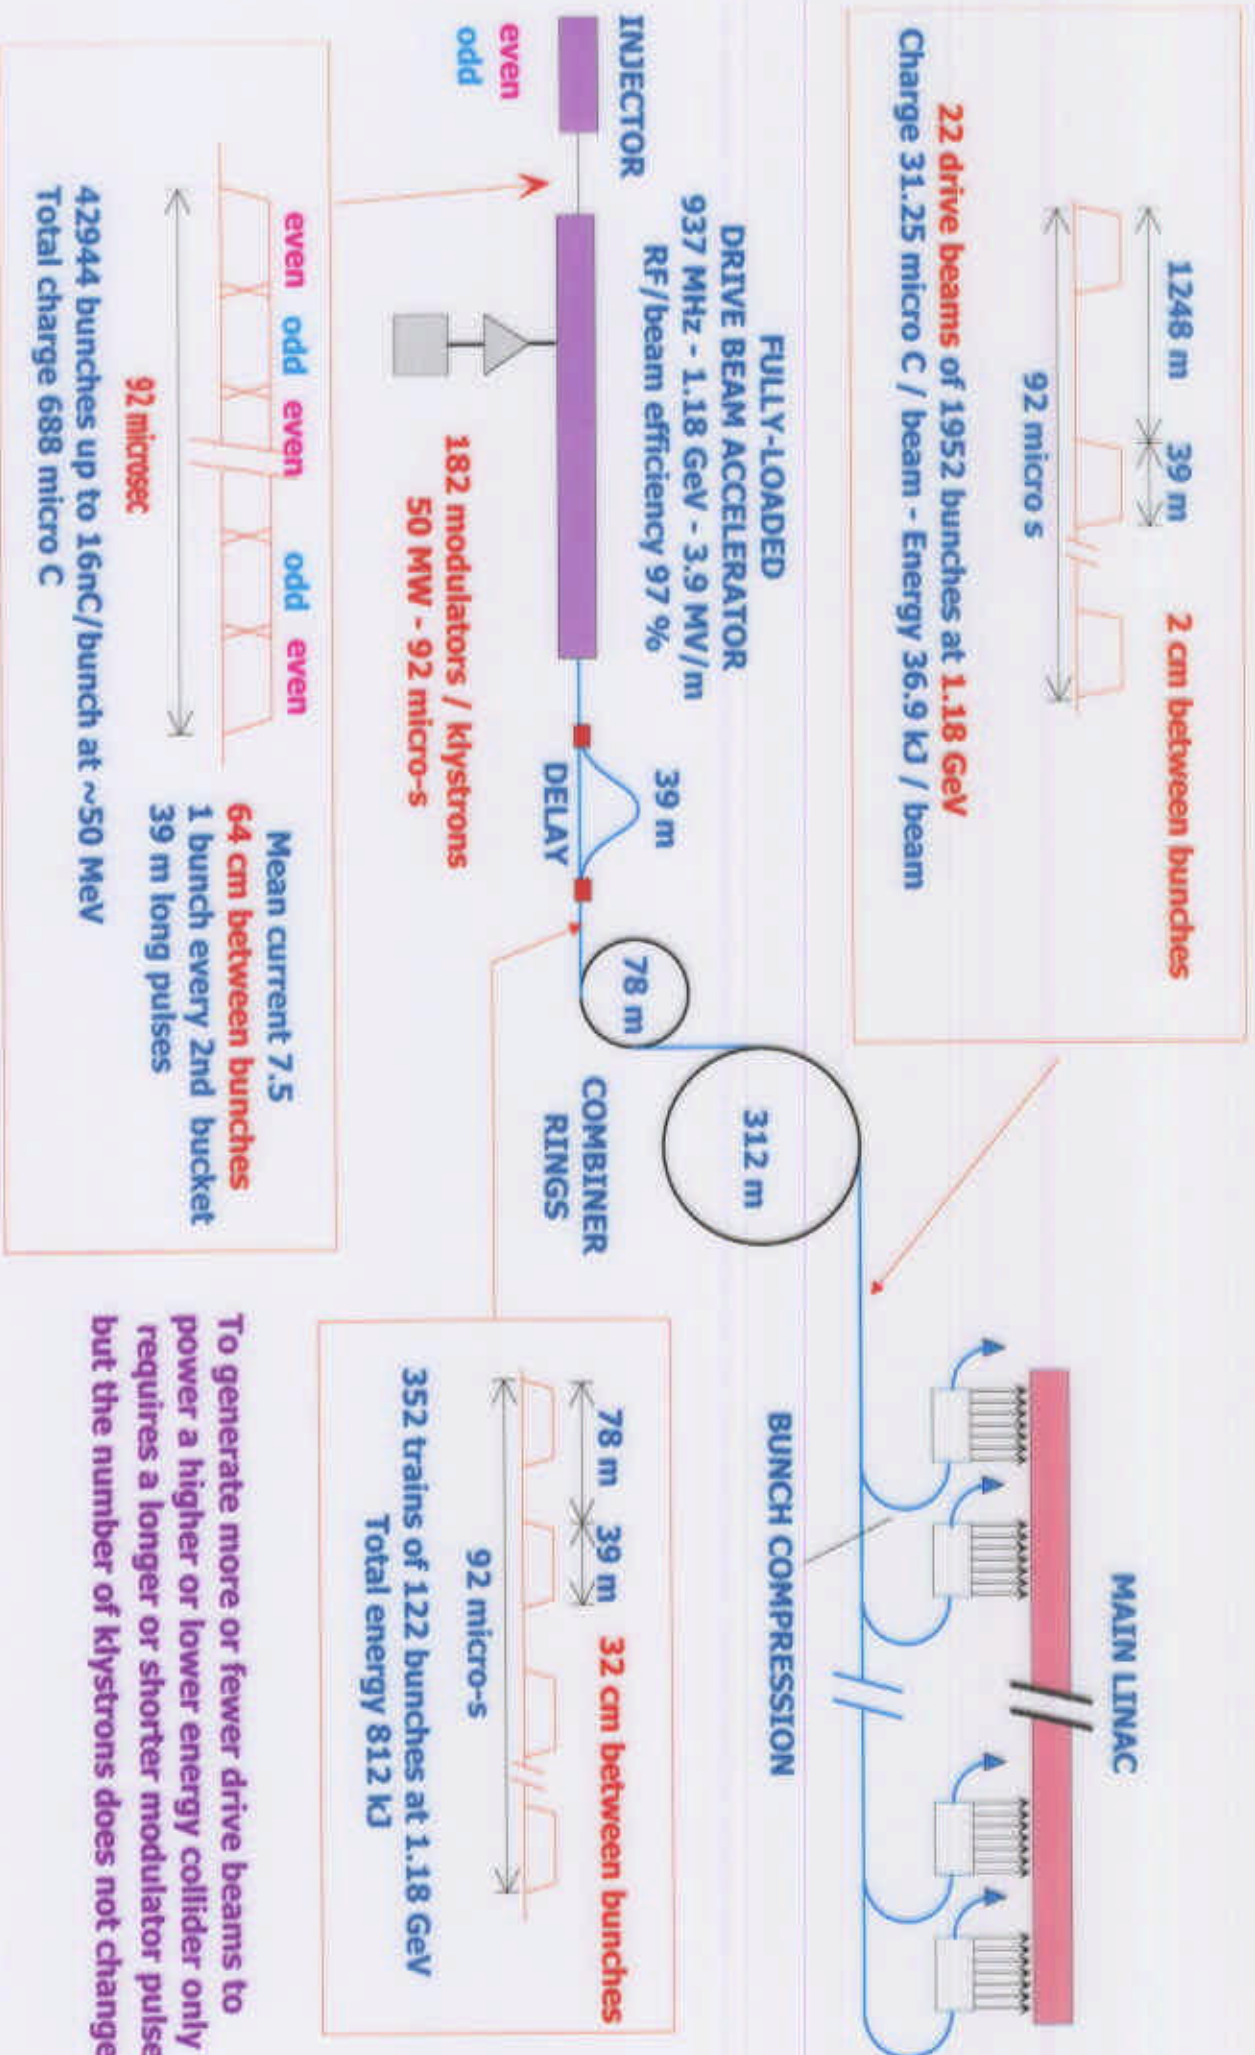 1248 m
39 m
2 cm between bunches
92 micro s
22 drive beams of 1952 bunches at 1.18 GeV
Charge 31.25 micro C / beam - Energy 36.9 kJ / beam
MAIN LINAC
BUNCH COMPRESSION
FULLY-LOADED
DRIVE BEAM ACCELERATOR
937 MHz - 1.18 GeV - 3.9 MV/m
RF/beam efficiency 97 %
INJECTOR
even
odd
39 m
DELAY
78 m
312 m
COMBINER
RINGS
182 modulators / klystrons
50 MW - 92 micro-s
78 m
39 m
32 cm between bunches
92 micro-s
352 trains of 122 bunches at 1.18 GeV
Total energy 812 kJ
even odd even odd even
92 microsec
Mean current 7.5
64 cm between bunches
1 bunch every 2nd bucket
39 m long pulses
42944 bunches up to 16nC/bunch at ~50 MeV
Total charge 688 micro C
To generate more or fewer drive beams to
power a higher or lower energy collider only
requires a longer or shorter modulator pulse
but the number of klystrons does not change